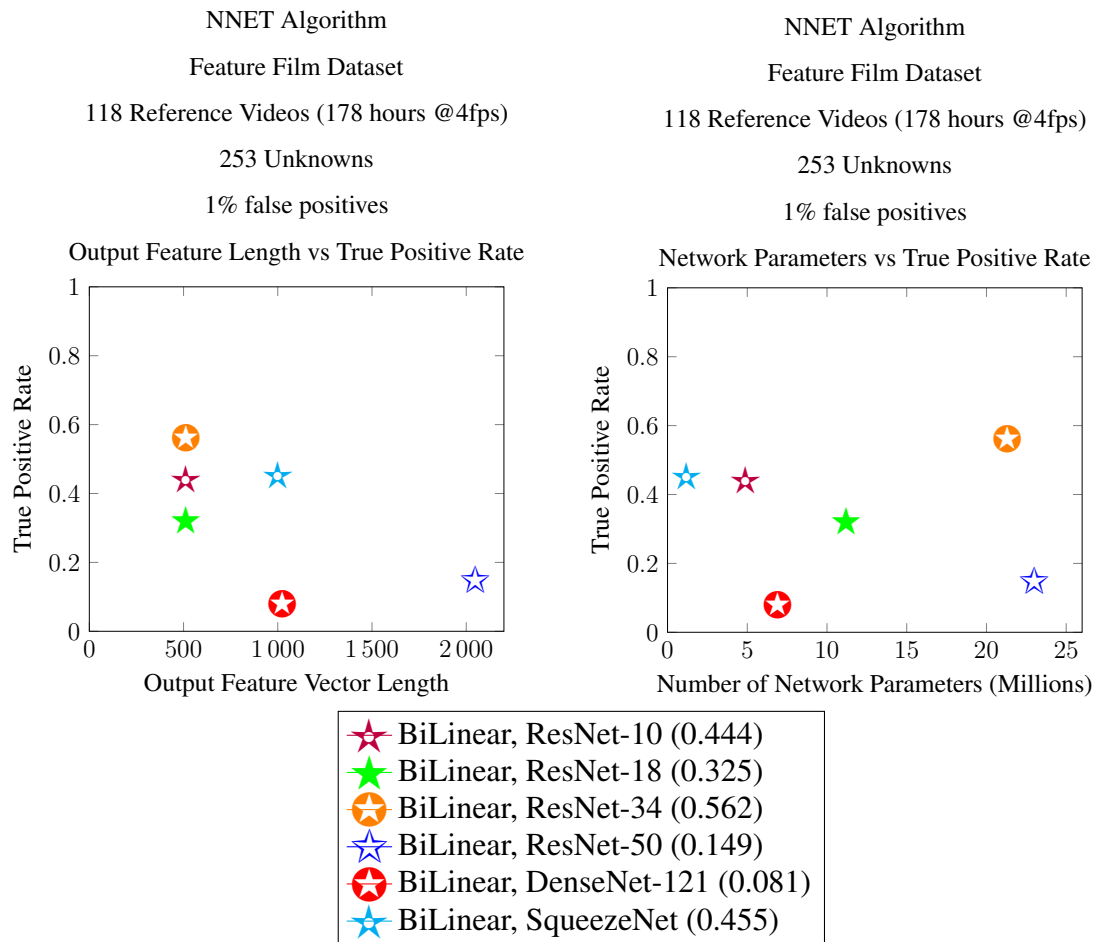 NNET Algorithm
Feature Film Dataset
118 Reference Videos (178 hours @4fps)
253 Unknowns
1% false positives
Output Feature Length vs True Positive Rate
1
0.8
0.6
0.4
0.2
0
True Positive Rate
0 500 1 000 1 500 2 000
Output Feature Vector Length
NNET Algorithm
Feature Film Dataset
118 Reference Videos (178 hours @4fps)
253 Unknowns
1% false positives
Network Parameters vs True Positive Rate
1
0.8
0.6
0.4
0.2
0
True Positive Rate
0 5 10 15 20 25
Number of Network Parameters (Millions)
BiLinear, ResNet-10 (0.444)
BiLinear, ResNet-18 (0.325)
BiLinear, ResNet-34 (0.562)
BiLinear, ResNet-50 (0.149)
BiLinear, DenseNet-121 (0.081)
BiLinear, SqueezeNet (0.455)